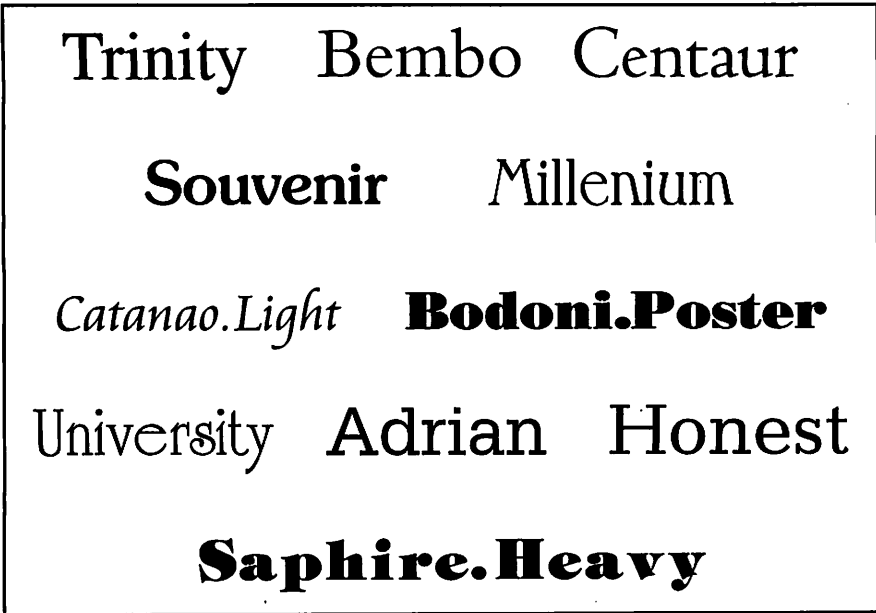 Trinity Bembo Centaur
Souvenir Millenium
Catanao.Light Bodoni.Poster
University Adrian Honest
Saphire.Heavy